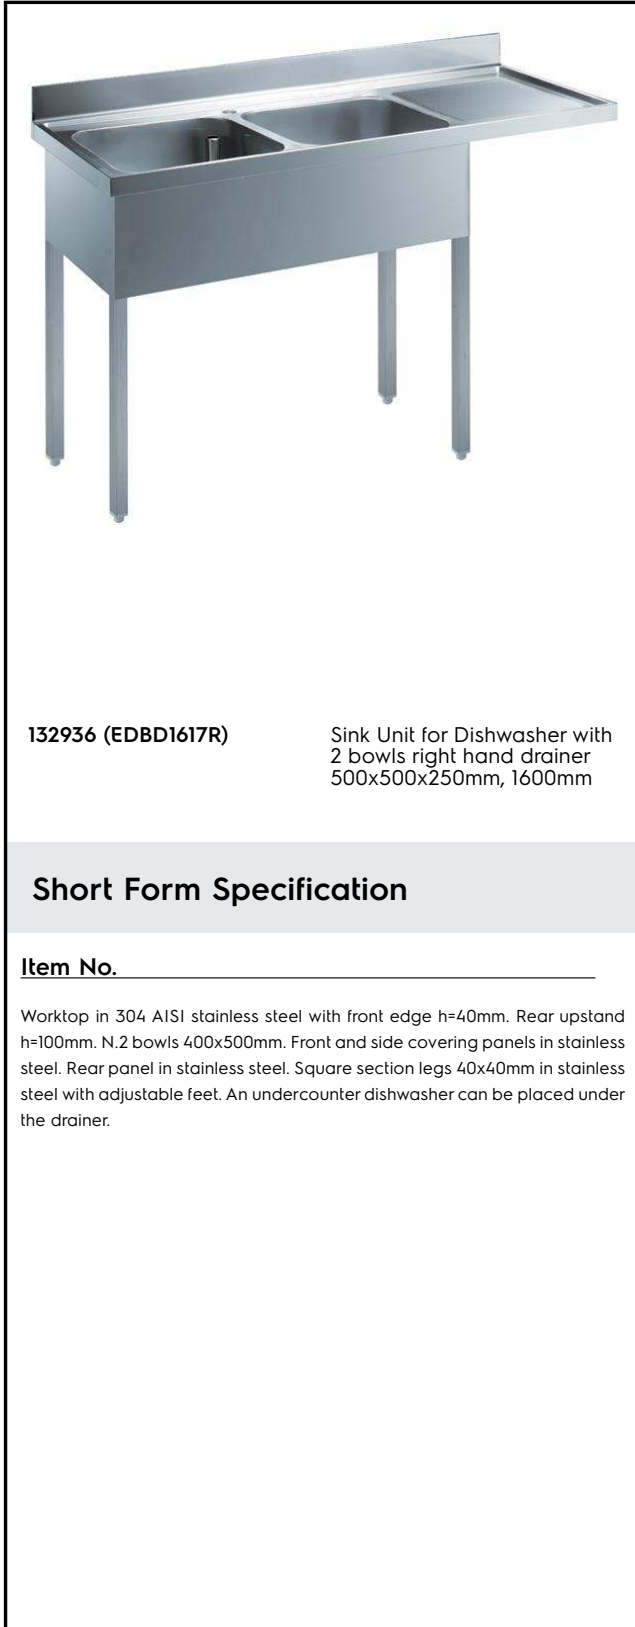 132936 (EDBD1617R)
Sink Unit for Dishwasher with
2 bowls right hand drainer
500x500x250mm, 1600mm
Short Form Specification
Item No.
Worktop in 304 AISI stainless steel with front edge h=40mm. Rear upstand
h=100mm. N.2 bowls 400x500mm. Front and side covering panels in stainless
steel. Rear panel in stainless steel. Square section legs 40x40mm in stainless
steel with adjustable feet. An undercounter dishwasher can be placed under
the drainer.